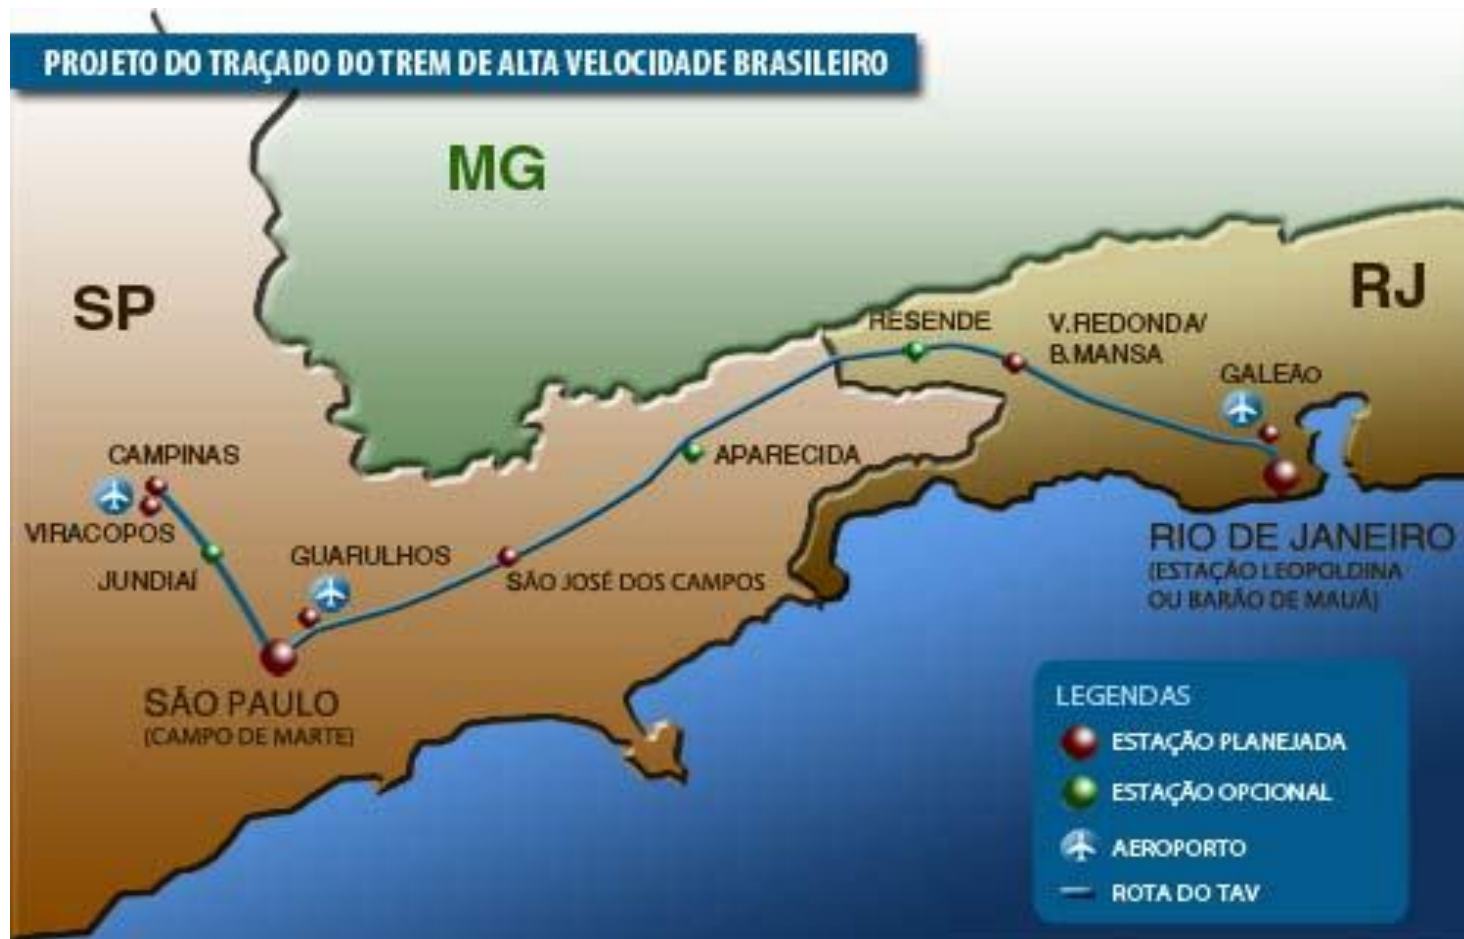 PROJETO DO TRAÇADO DO TREM DE ALTA VELOCIDADE BRASILEIRO
MG
SP
RJ
RESENDE
V.REDONDA/
B.MANSA
GALEÃO
CAMPINAS
VIRACOPOS
JUNDIAÍ
GUARULHOS
APARECIDA
SÃO JOSÉ DOS CAMPOS
SÃO PAULO
(CAMPO DE MARTE)
RIO DE JANEIRO
(ESTAÇÃO LEOPOLDINA
OU BARÃO DE MAUÁ)
LEGENDAS
ESTAÇÃO PLANEJADA
ESTAÇÃO OPCIONAL
AEROPORTO
ROTA DO TAV